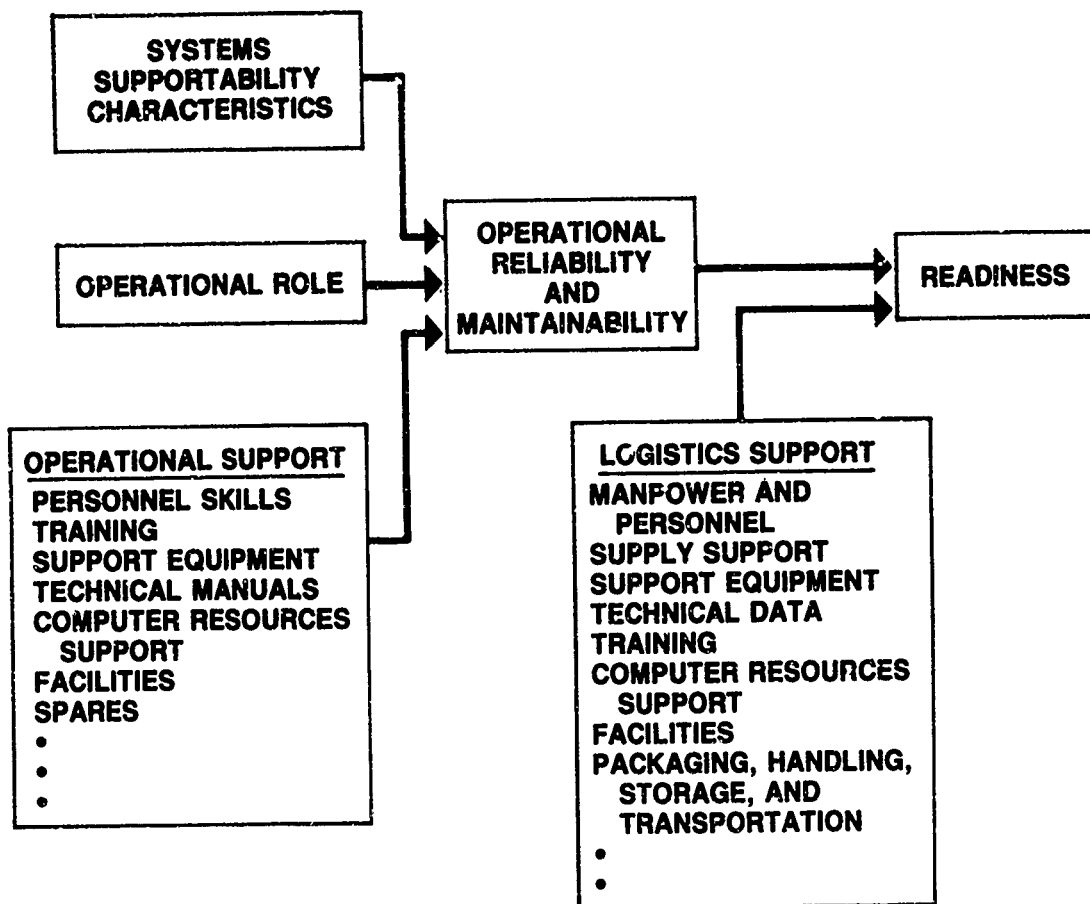 SYSTEMS
SUPPORTABILITY
CHARACTERISTICS
OPERATIONAL ROLE
OPERATIONAL
RELIABILITY
AND
MAINTAINABILITY
READINESS
OPERATIONAL SUPPORT
PERSONNEL SKILLS
TRAINING
SUPPORT EQUIPMENT
TECHNICAL MANUALS
COMPUTER RESOURCES
SUPPORT
FACILITIES
SPARES
•
•
•
LOGISTICS SUPPORT
MANPOWER AND
PERSONNEL
SUPPLY SUPPORT
SUPPORT EQUIPMENT
TECHNICAL DATA
TRAINING
COMPUTER RESOURCES
SUPPORT
FACILITIES
PACKAGING, HANDLING,
STORAGE, AND
TRANSPORTATION
•
•